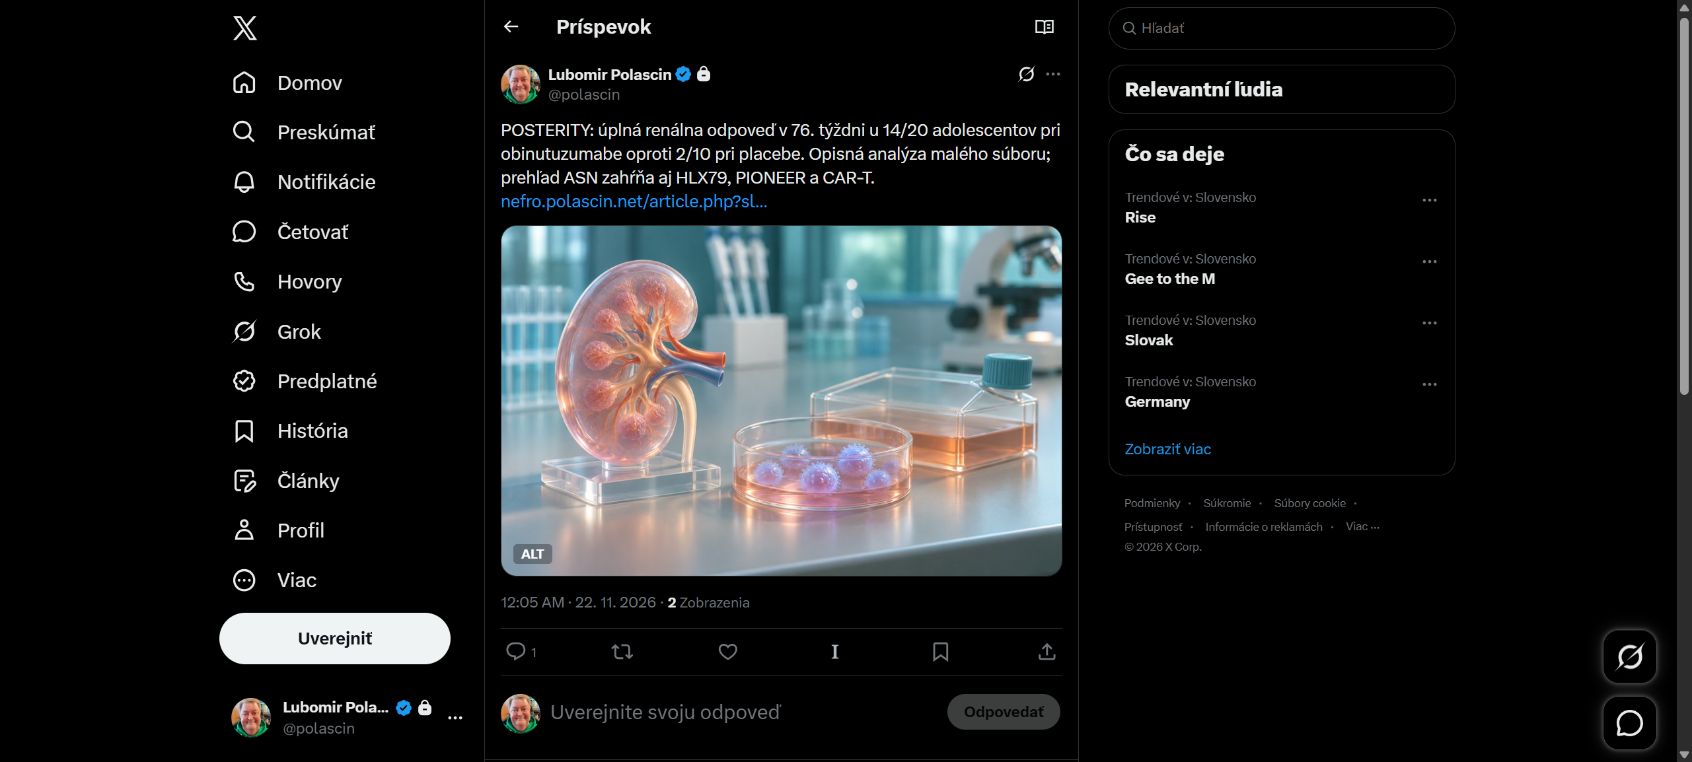 Domov
Preskúmať
Notifikácie
Četovať
Hovory
Grok
Predplatné
História
Články
Profil
Viac
Uverejniť
Lubomir Pola...
@polascin
Príspevok
Lubomir Polascin
@polascin
POSTERITY: úplná renálna odpoveď v 76. týždni u 14/20 adolescentov pri
obinutuzumabe oproti 2/10 pri placebe. Opisná analýza malého súboru;
prehľad ASN zahŕňa aj HLX79, PIONEER a CAR-T.
nefro.polascin.net/article.php?sl...
ALT
12:05 AM · 22. 11. 2026 · 2 Zobrazenia
1
Uverejnite svoju odpoveď
Odpovedať
Hľadať
Relevantní ľudia
Čo sa deje
Trendové v: Slovensko
Rise
Trendové v: Slovensko
Gee to the M
Trendové v: Slovensko
Slovak
Trendové v: Slovensko
Germany
Zobraziť viac
Podmienky · Súkromie · Súbory cookie ·
Prístupnosť · Informácie o reklamách · Viac ···
© 2026 X Corp.